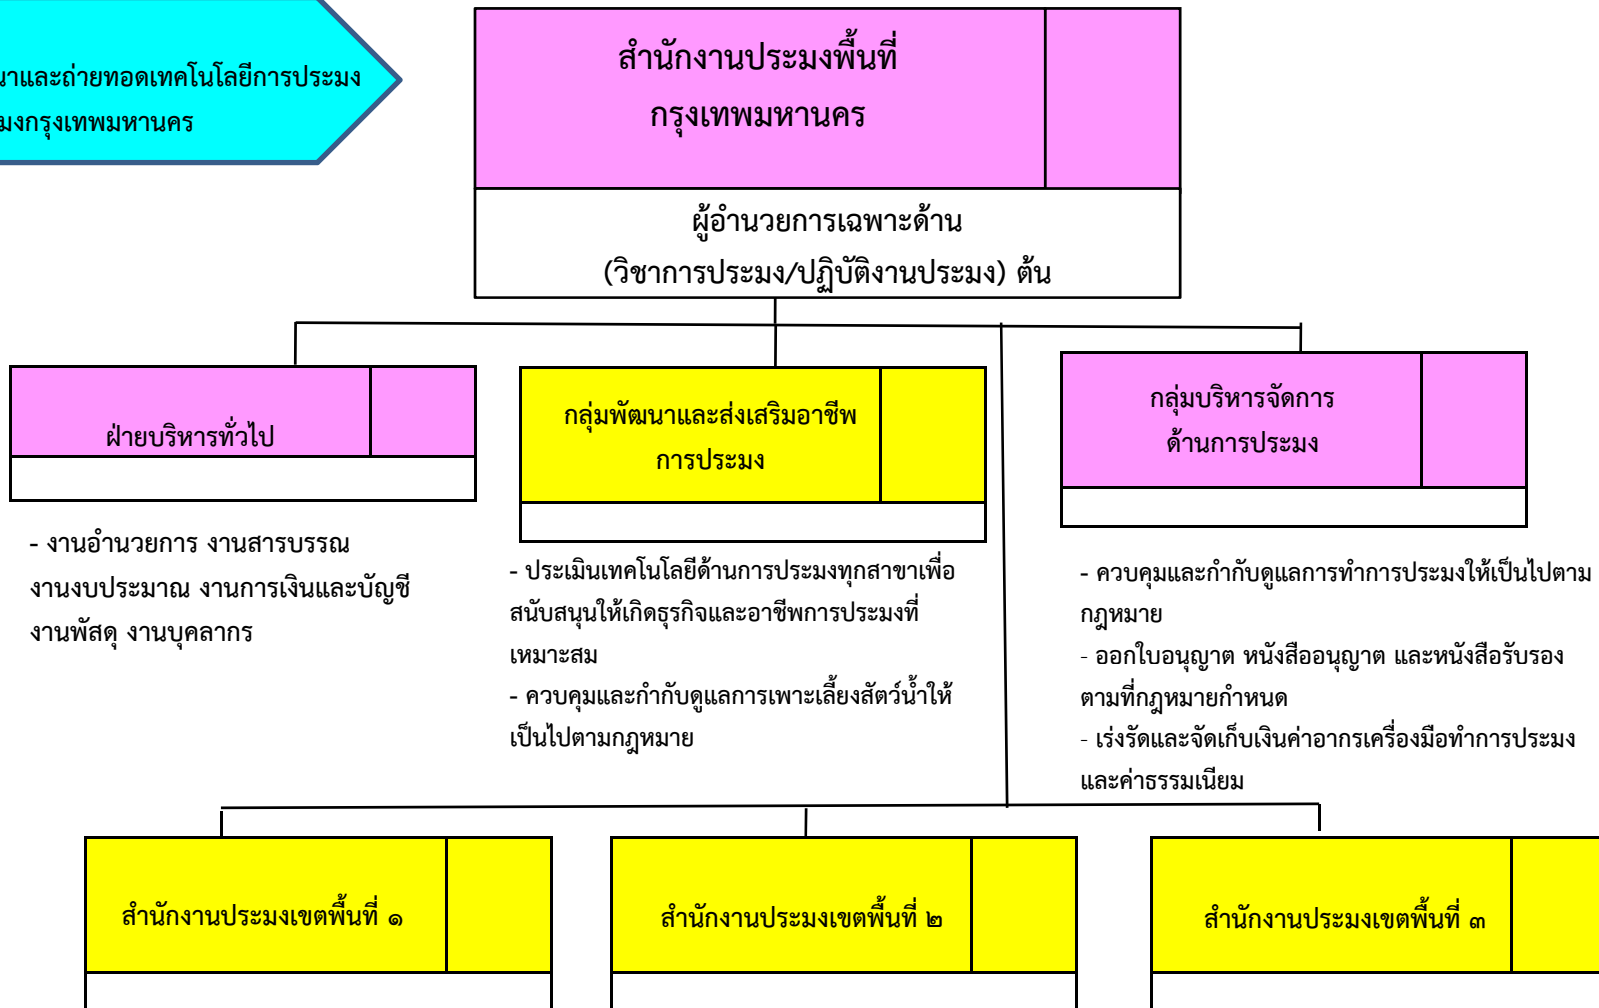 และถ่ายทอดเทคโนโลยีการประมง
กรุงเทพมหานคร
สำนักงานประมงพื้นที่
กรุงเทพมหานคร
ผู้อำนวยการเฉพาะด้าน
(วิชาการประมง/ปฏิบัติงานประมง) ต้น
ฝ่ายบริหารทั่วไป
- งานอำนวยการ งานสารบรรณ
งานงบประมาณ งานการเงินและบัญชี
งานพัสดุ งานบุคลากร
กลุ่มพัฒนาและส่งเสริมอาชีพ
การประมง
- ประเมินเทคโนโลยีด้านการประมงทุกสาขาเพื่อ
สนับสนุนให้เกิดธุรกิจและอาชีพการประมงที่
เหมาะสม
- ควบคุมและกำกับดูแลการเพาะเลี้ยงสัตว์น้ำให้
เป็นไปตามกฎหมาย
กลุ่มบริหารจัดการ
ด้านการประมง
- ควบคุมและกำกับดูแลการทำการประมงให้เป็นไปตาม
กฎหมาย
- ออกใบอนุญาต หนังสืออนุญาต และหนังสือรับรอง
ตามที่กฎหมายกำหนด
- เร่งรัดและจัดเก็บเงินค่าอากรเครื่องมือทำการประมง
และค่าธรรมเนียม
สำนักงานประมงเขตพื้นที่ ๑
สำนักงานประมงเขตพื้นที่ ๒
สำนักงานประมงเขตพื้นที่ ๓